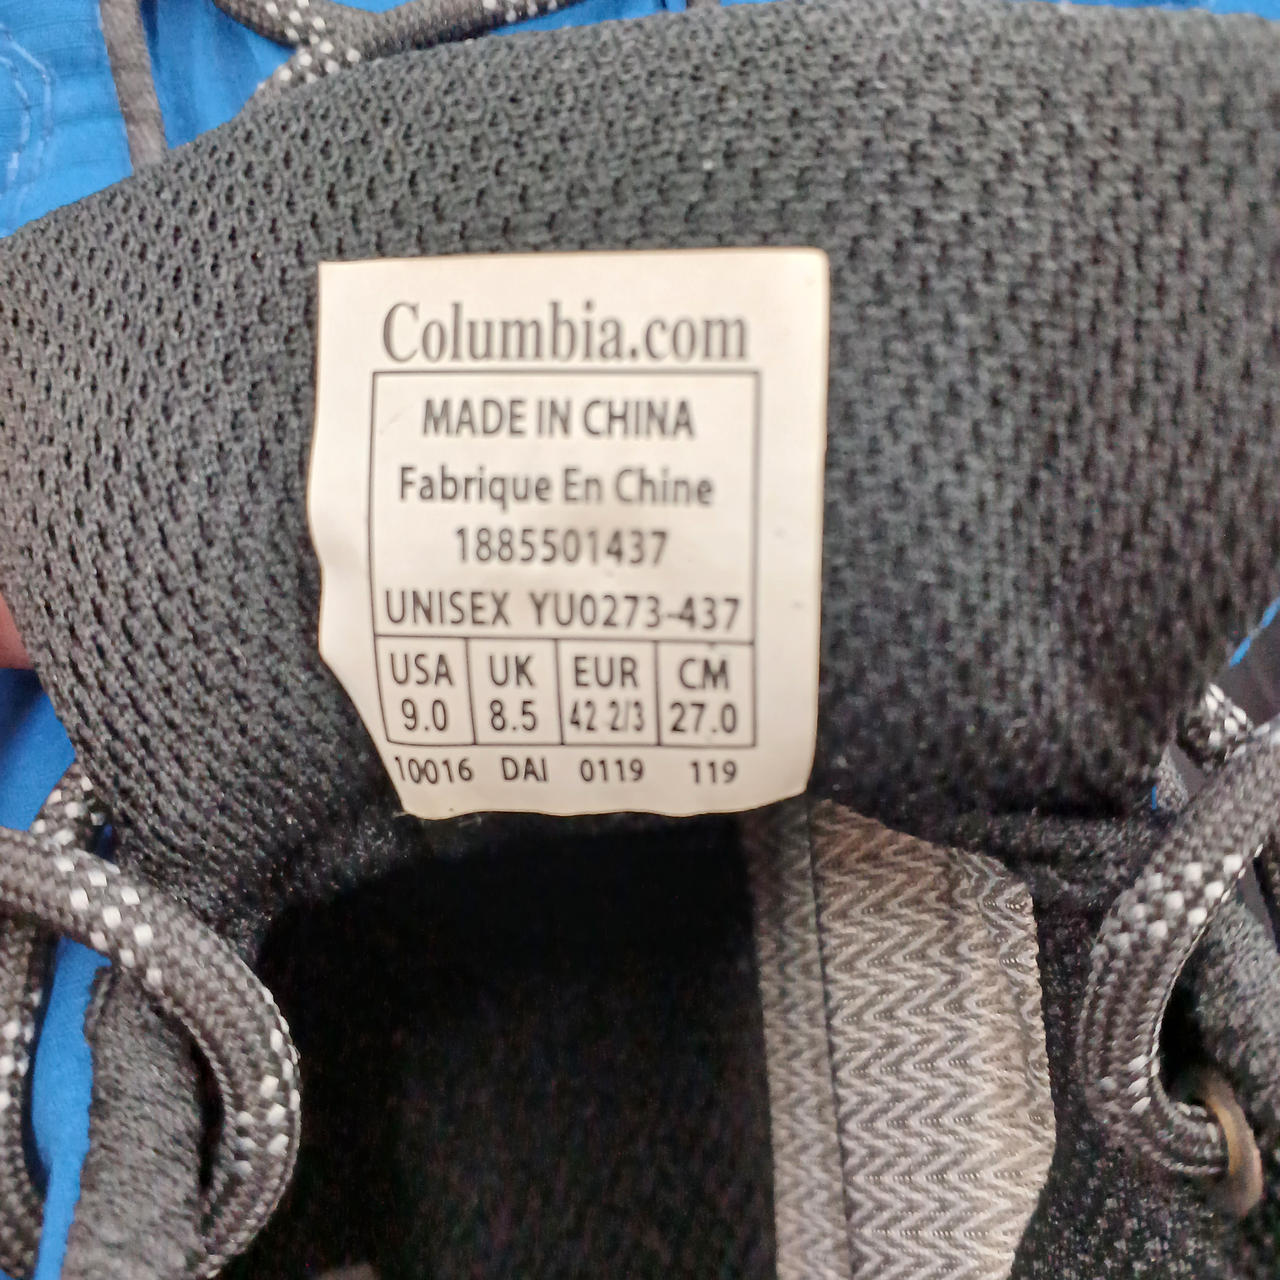 Columbia.com
MADE IN CHINA
Fabrique En Chine
1885501437
UNISEX YU0273-437
USA UK EUR CM
9.0 8.5 42 2/3 27.0
10016 DAI 0119 119